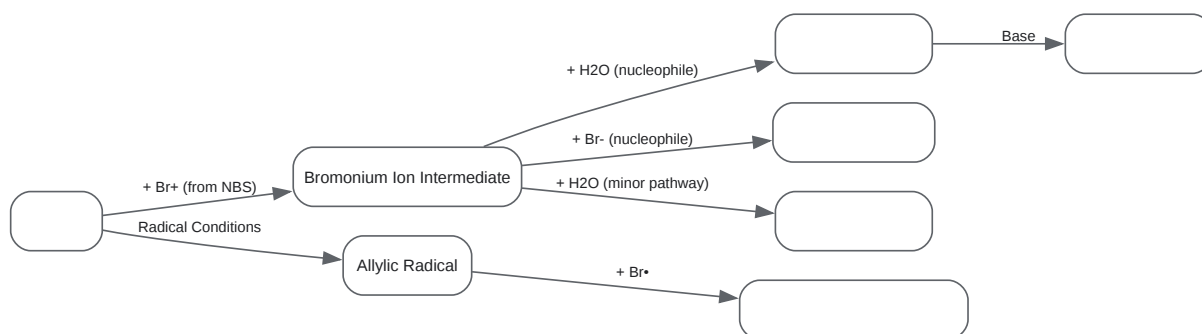 Base
+ H2O (nucleophile)
+ Br- (nucleophile)
Bromonium Ion Intermediate
+ H2O (minor pathway)
+ Br+ (from NBS)
Radical Conditions
Allylic Radical
+ Br•